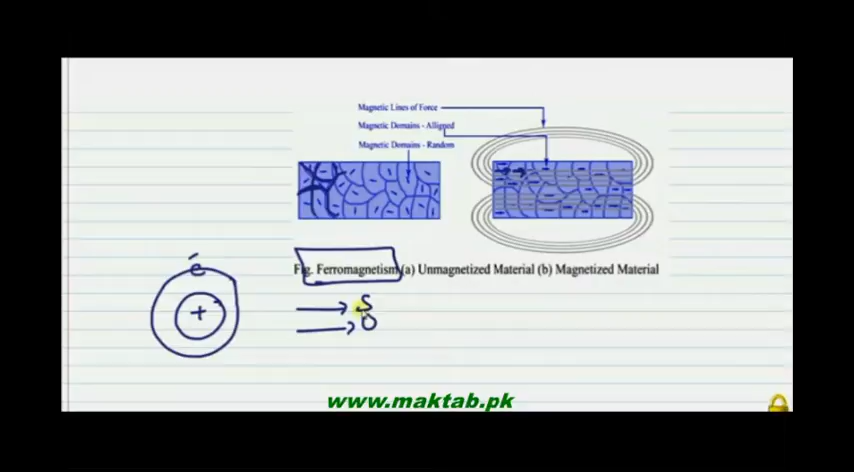 Magnetic Lines of Force
Magnetic Domains - Alligned
Magnetic Domains - Random
e
Fig. Ferromagnetism (a) Unmagnetized Material (b) Magnetized Material
+
S
O
www.maktab.pk